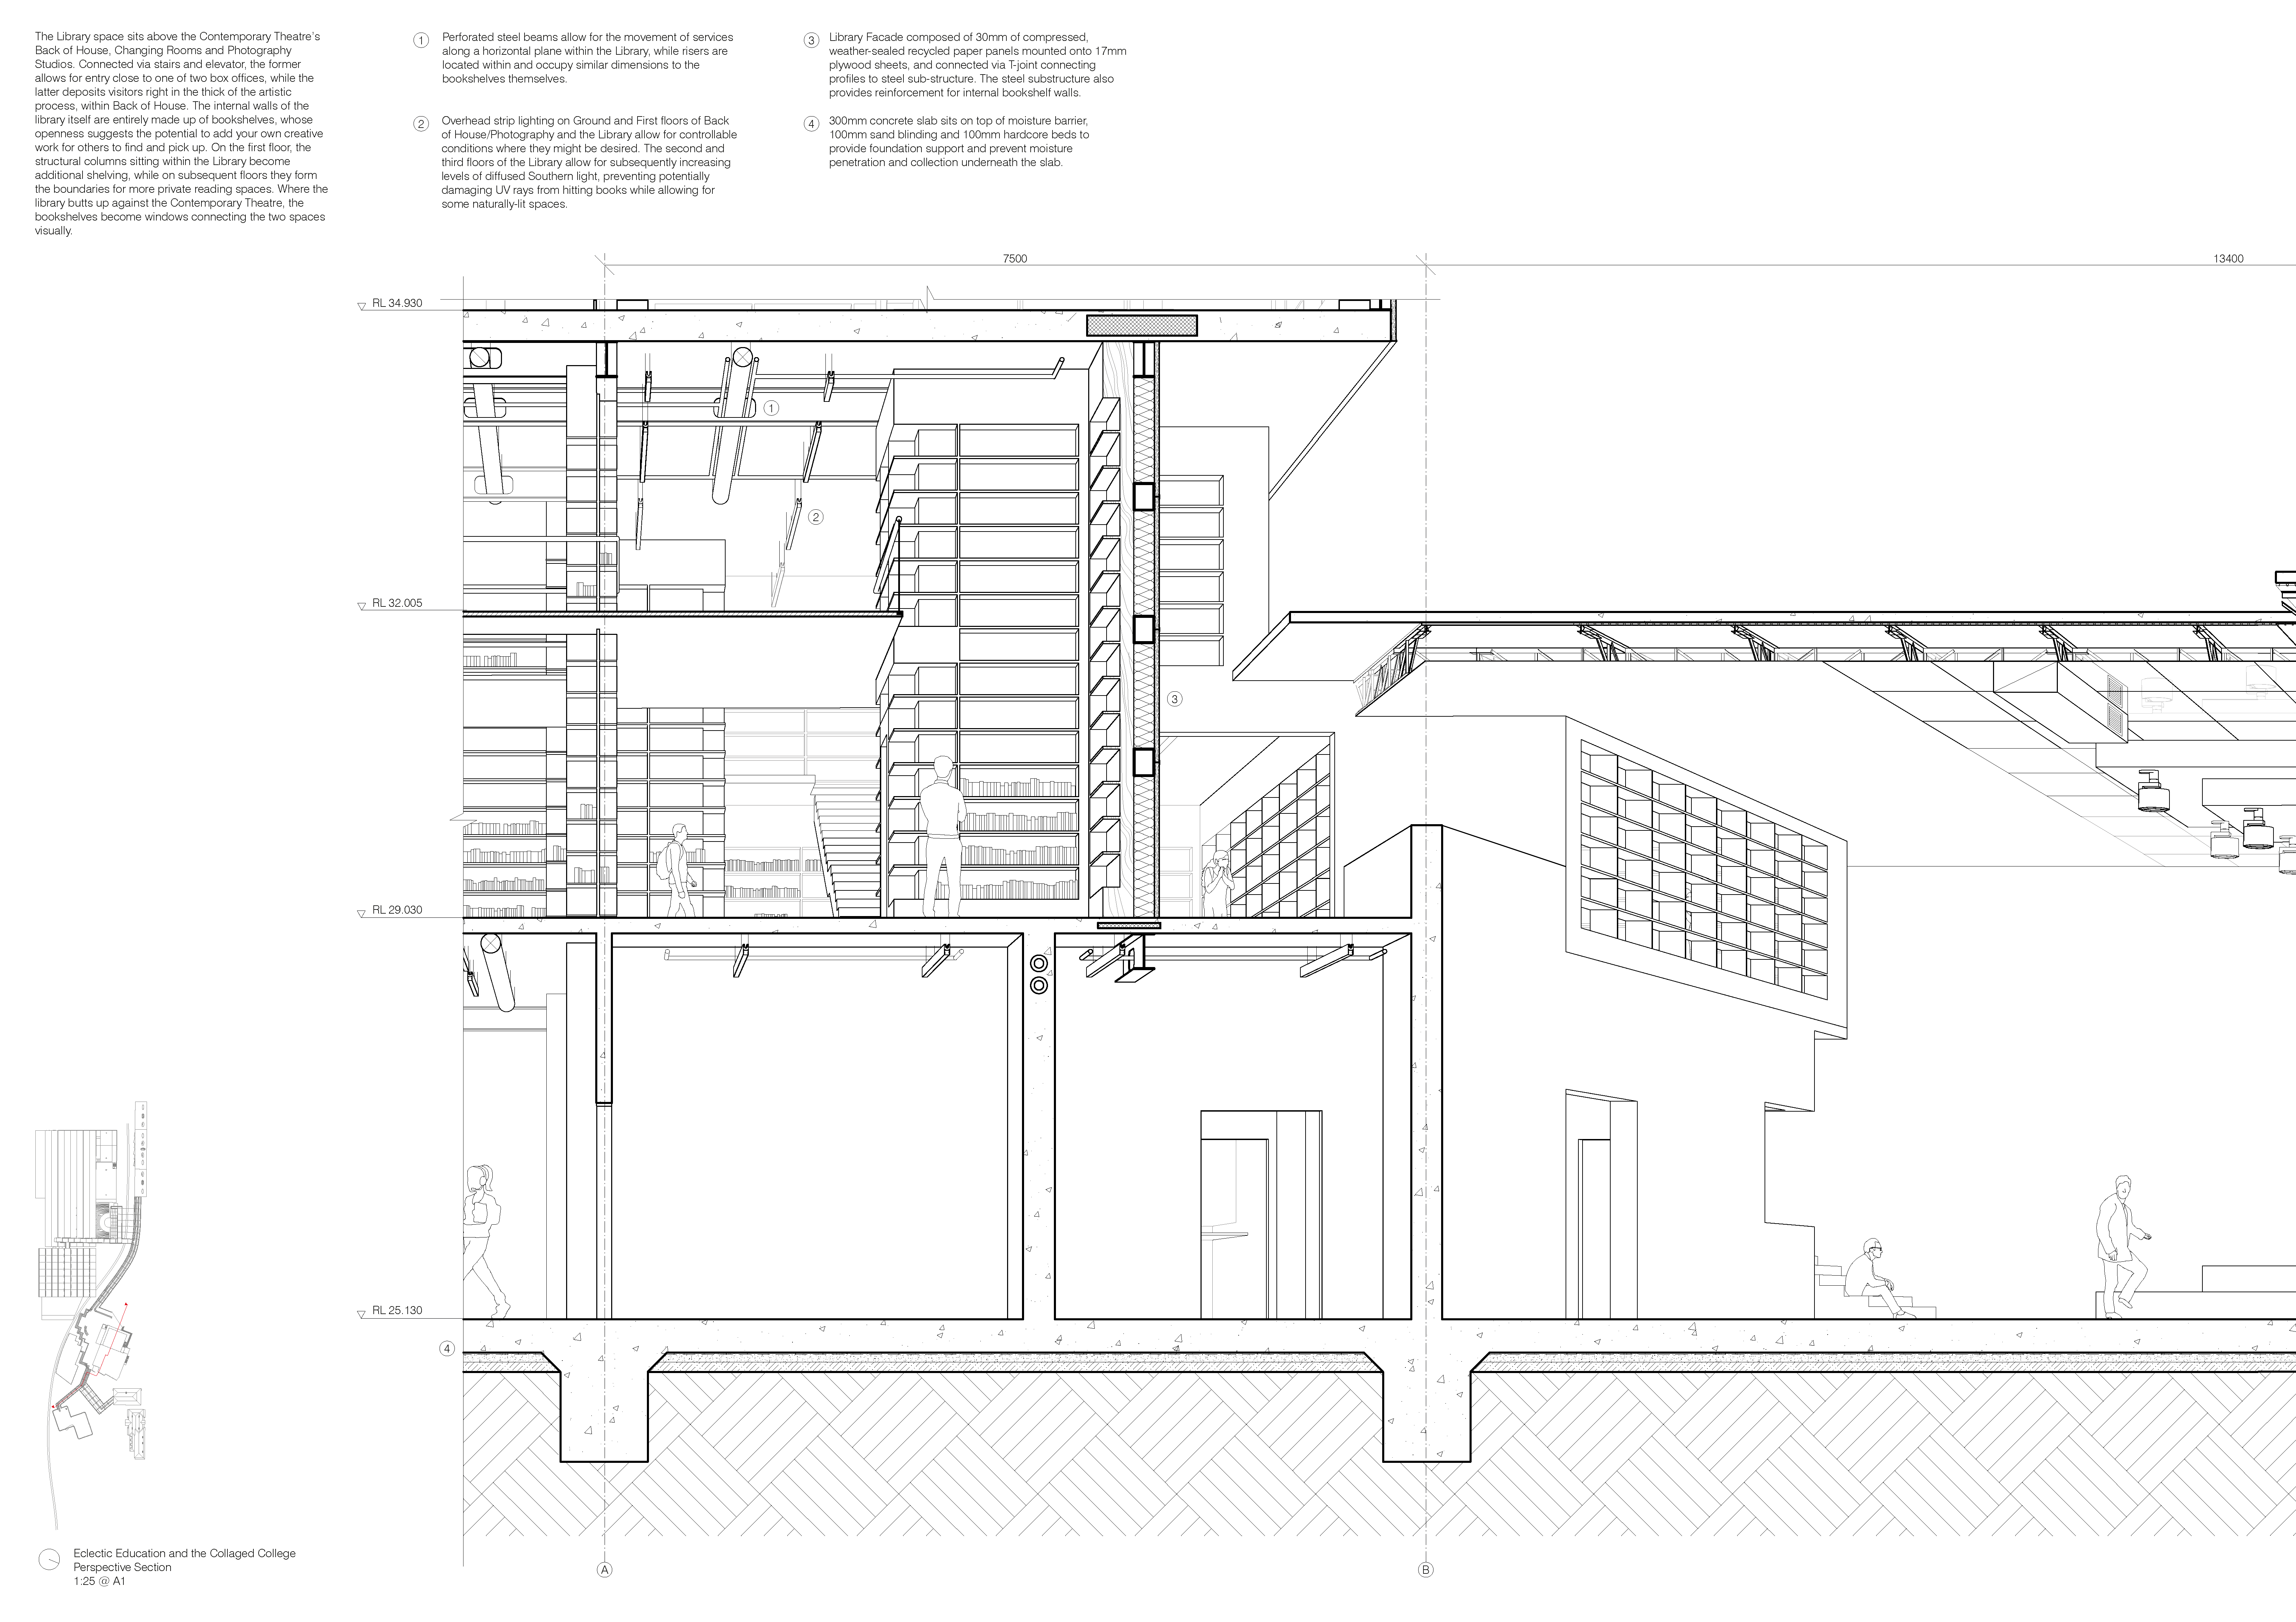 The Library space sits above the Contemporary Theatre's
Back of House, Changing Rooms and Photography
Studios. Connected via stairs and elevator, the former
allows for entry close to one of two box offices, while the
latter deposits visitors right in the thick of the artistic
process, within Back of House. The internal walls of the
library itself are entirely made up of bookshelves, whose
openness suggests the potential to add your own creative
work for others to find and pick up. On the first floor, the
structural columns sitting within the Library become
additional shelving, while on subsequent floors they form
the boundaries for more private reading spaces. Where the
library butts up against the Contemporary Theatre, the
bookshelves become windows connecting the two spaces
visually.
1
Perforated steel beams allow for the movement of services
along a horizontal plane within the Library, while risers are
located within and occupy similar dimensions to the
bookshelves themselves.
2
Overhead strip lighting on Ground and First floors of Back
of House/Photography and the Library allow for controllable
conditions where they might be desired. The second and
third floors of the Library allow for subsequently increasing
levels of diffused Southern light, preventing potentially
damaging UV rays from hitting books while allowing for
some naturally-lit spaces.
3
Library Facade composed of 30mm of compressed,
weather-sealed recycled paper panels mounted onto 17mm
plywood sheets, and connected via T-joint connecting
profiles to steel sub-structure. The steel substructure also
provides reinforcement for internal bookshelf walls.
4
300mm concrete slab sits on top of moisture barrier,
100mm sand blinding and 100mm hardcore beds to
provide foundation support and prevent moisture
penetration and collection underneath the slab.
7500
13400
RL 34.930
1
2
RL 32.005
3
RL 29.030
RL 25.130
4
Eclectic Education and the Collaged College
Perspective Section
1:25 @ A1
A
B